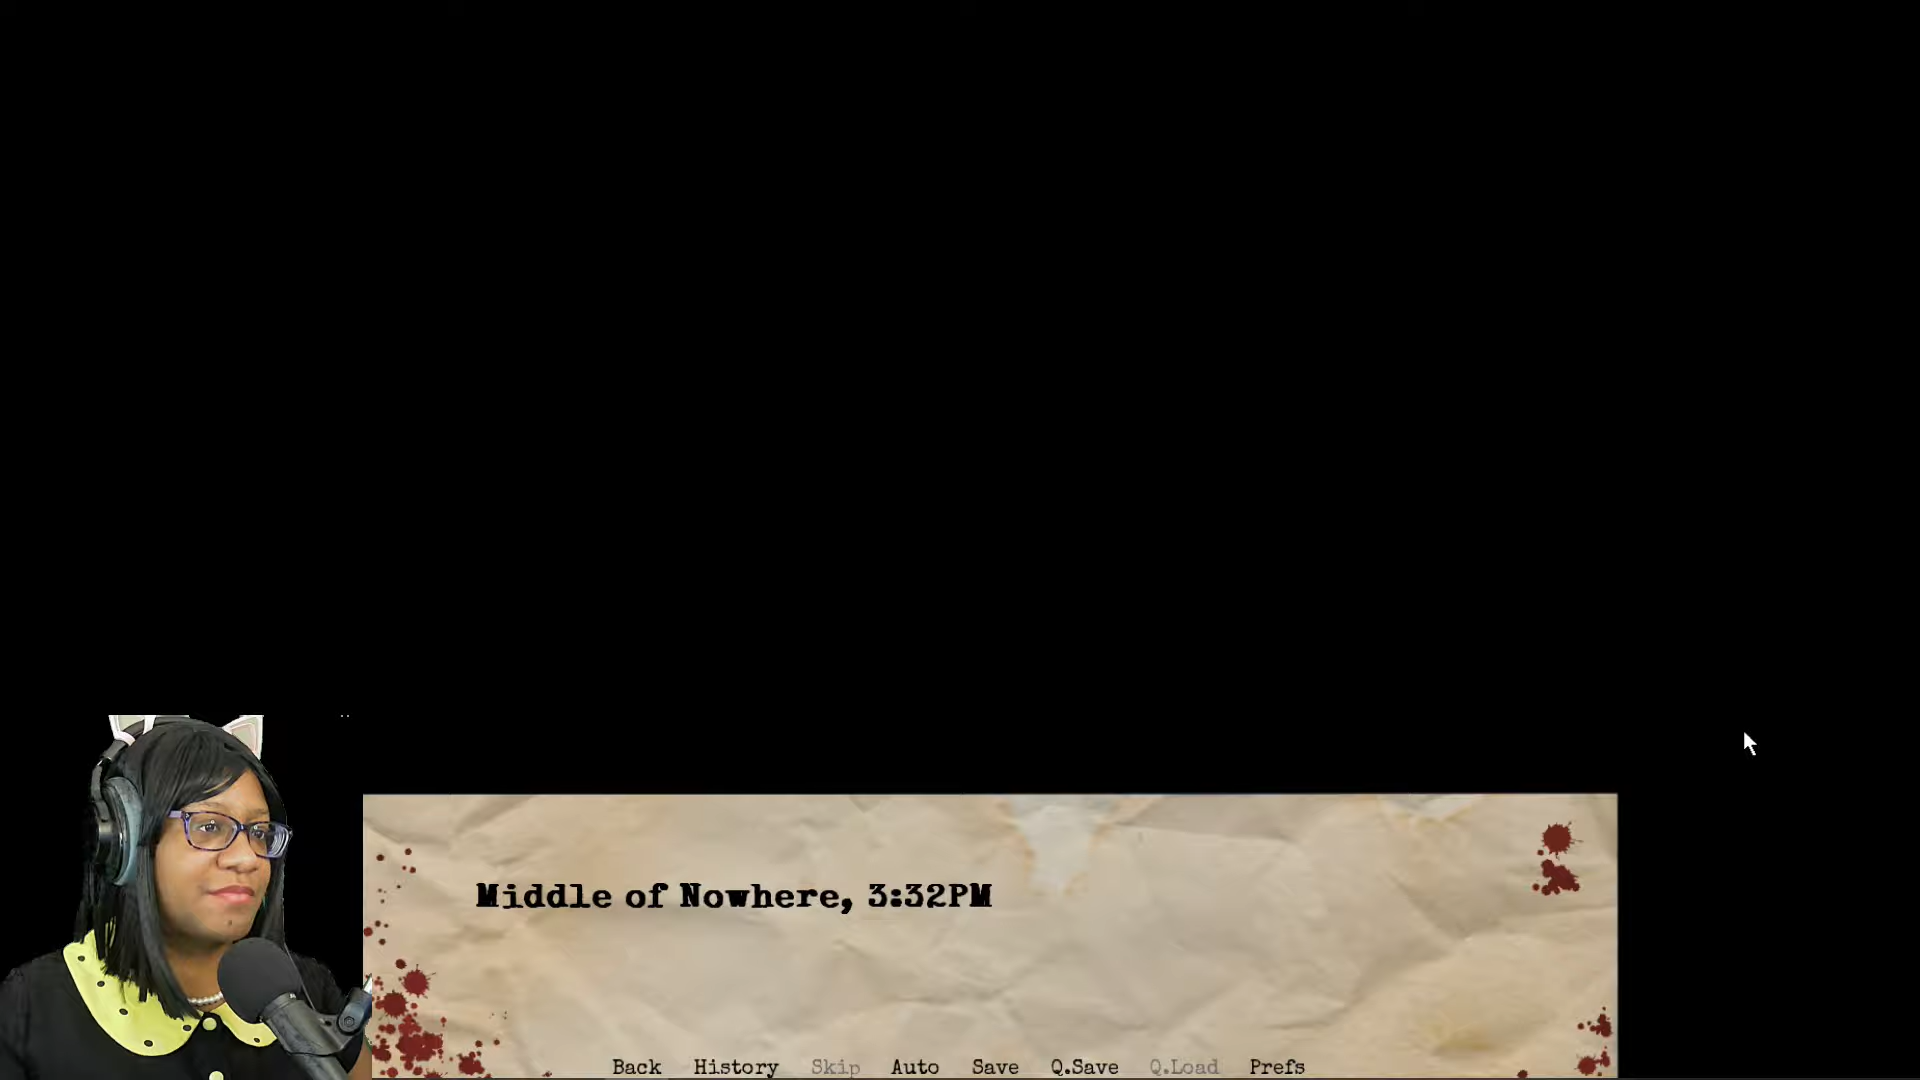 Middle of Nowhere, 3:32PM
Back History Skip Auto Save Q.Save Q.Load Prefs